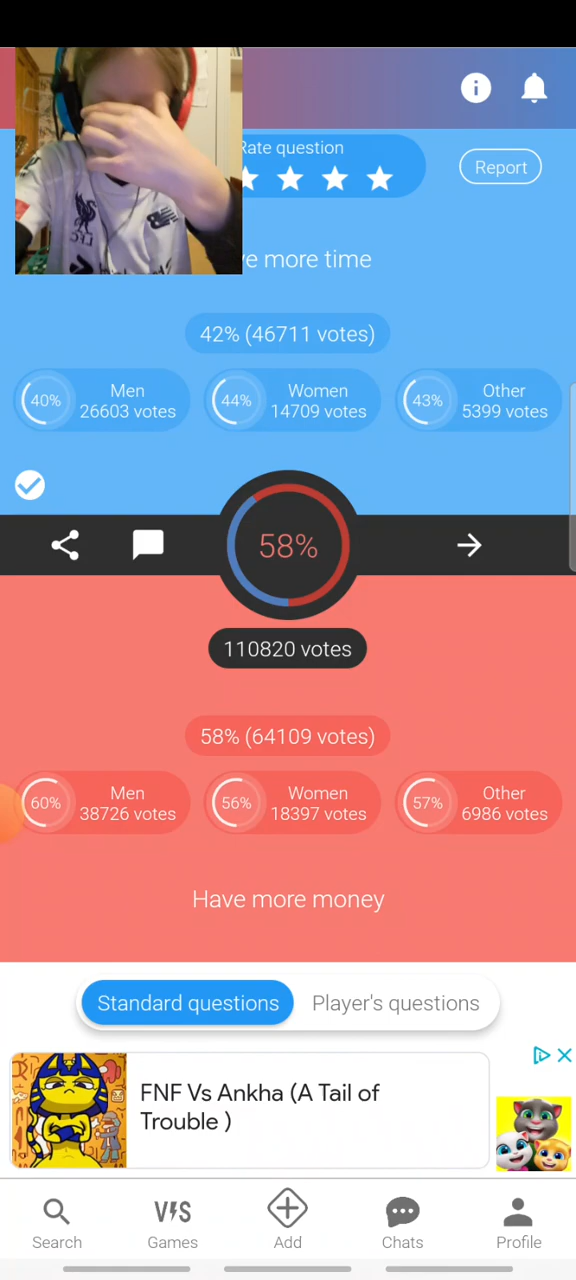 Rate question
Report
ve more time
42% (46711 votes)
40%
Men
26603 votes
44%
Women
14709 votes
43%
Other
5399 votes
58%
110820 votes
58% (64109 votes)
60%
Men
38726 votes
56%
Women
18397 votes
57%
Other
6986 votes
Have more money
Standard questions
Player's questions
FNF Vs Ankha (A Tail of
Trouble )
Search
V/S
Games
Add
Chats
Profile